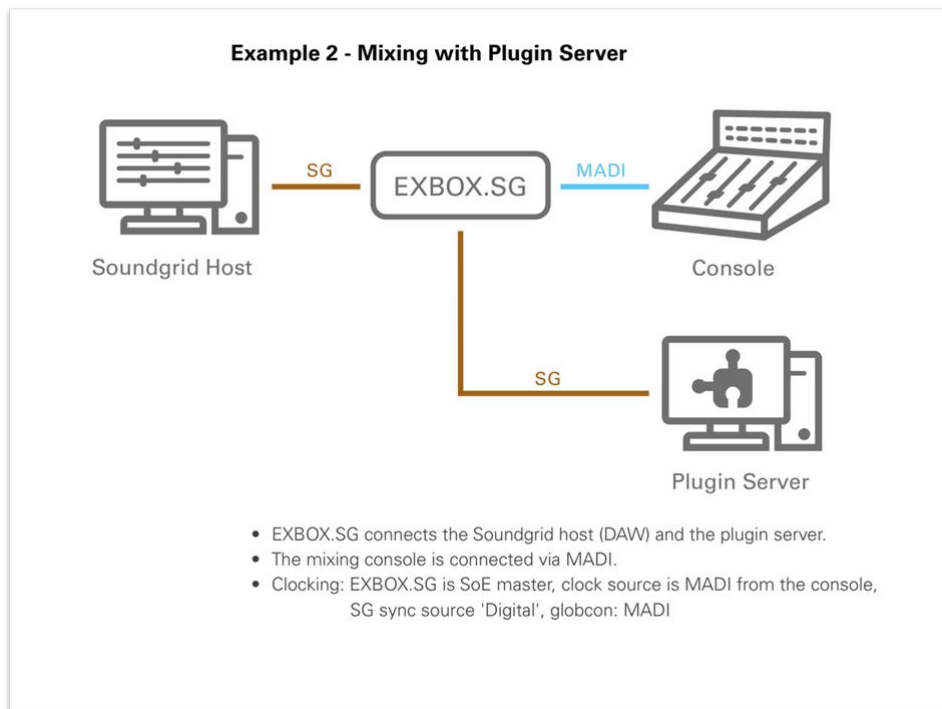 Example 2 - Mixing with Plugin Server
SG
EXBOX.SG
MADI
Soundgrid Host
Console
SG
Plugin Server
• EXBOX.SG connects the Soundgrid host (DAW) and the plugin server.
• The mixing console is connected via MADI.
• Clocking: EXBOX.SG is SoE master, clock source is MADI from the console,
SG sync source 'Digital', globcon: MADI